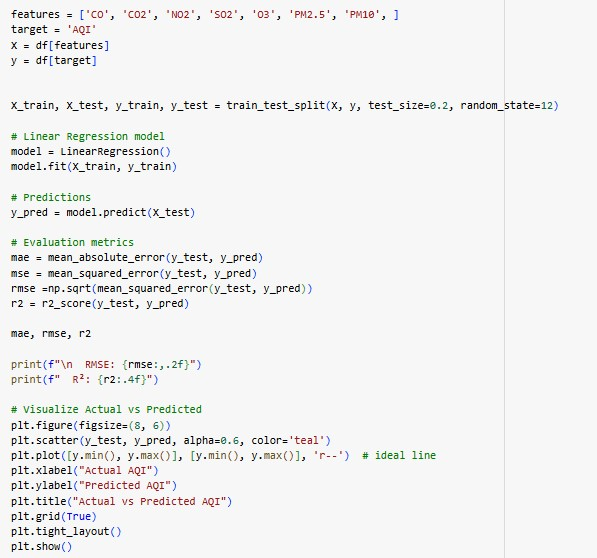 features = ['CO', 'CO2', 'NO2', 'SO2', 'O3', 'PM2.5', 'PM10', ]
target = 'AQI'
X = df[features]
y = df[target]
X_train, X_test, y_train, y_test = train_test_split(X, y, test_size=0.2, random_state=12)
# Linear Regression model
model = LinearRegression()
model.fit(X_train, y_train)
# Predictions
y_pred = model.predict(X_test)
# Evaluation metrics
mae = mean_absolute_error(y_test, y_pred)
mse = mean_squared_error(y_test, y_pred)
rmse =np.sqrt(mean_squared_error(y_test, y_pred))
r2 = r2_score(y_test, y_pred)
mae, rmse, r2
print(f"\n  RMSE: {rmse:,.2f}")
print(f"  R²: {r2:.4f}")
# Visualize Actual vs Predicted
plt.figure(figsize=(8, 6))
plt.scatter(y_test, y_pred, alpha=0.6, color='teal')
plt.plot([y.min(), y.max()], [y.min(), y.max()], 'r--')  # ideal line
plt.xlabel("Actual AQI")
plt.ylabel("Predicted AQI")
plt.title("Actual vs Predicted AQI")
plt.grid(True)
plt.tight_layout()
plt.show()